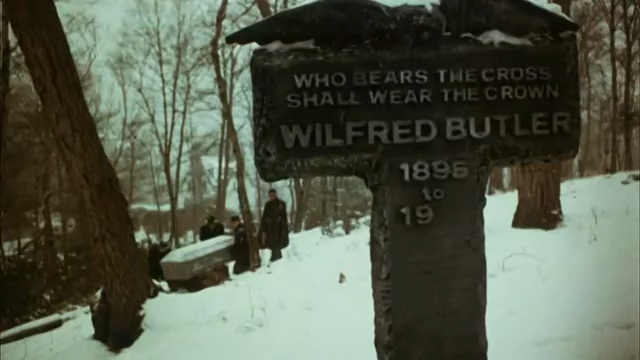 WHO BEARS THE CROSS
SHALL WEAR THE CROWN
WILFRED BUTLER
1895
to
19